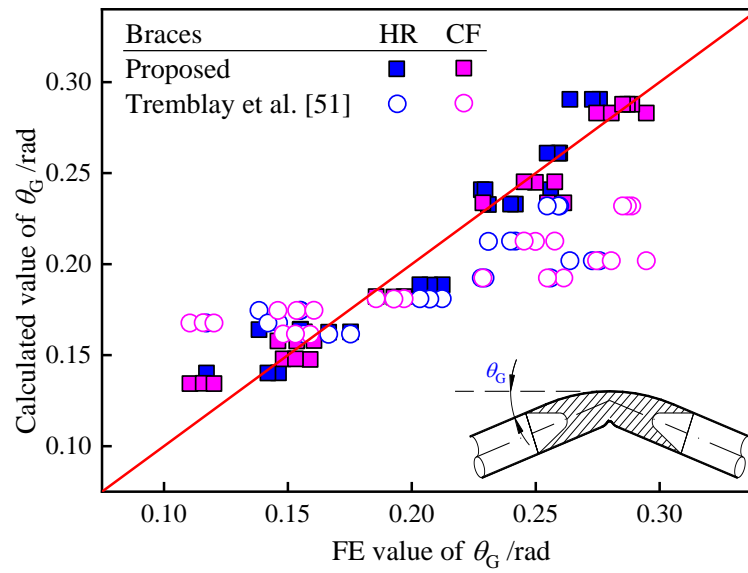 Braces HR CF
Proposed
Tremblay et al. [51]
Calculated value of θG /rad
0.30
0.25
0.20
0.15
0.10
θG
0.10 0.15 0.20 0.25 0.30
FE value of θG /rad